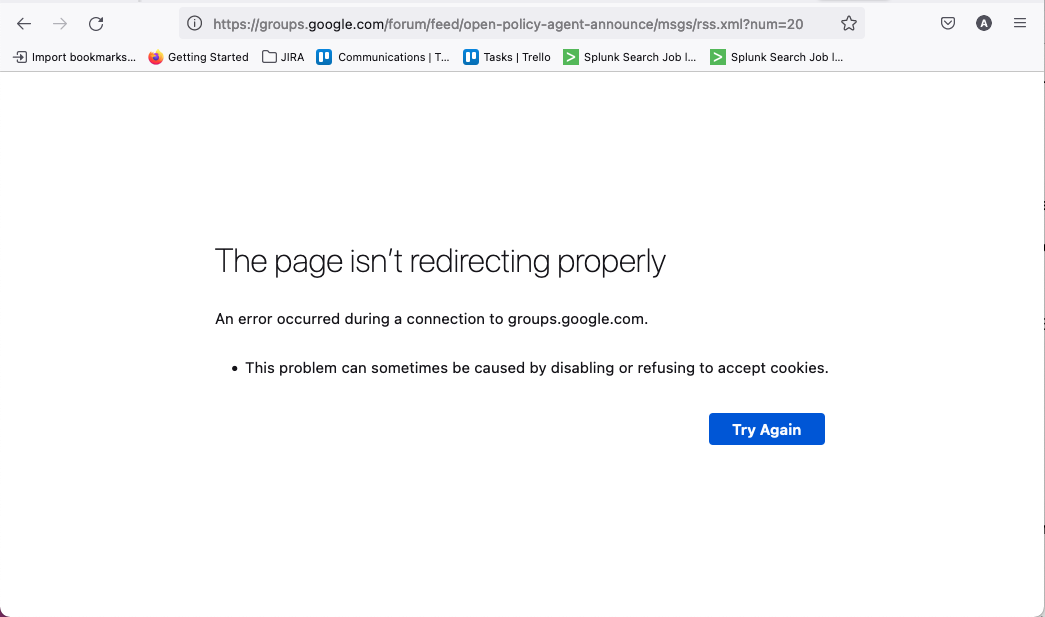 https://groups.google.com/forum/feed/open-policy-agent-announce/msgs/rss.xml?num=20
A
Import bookmarks...
Getting Started
JIRA
Communications | T...
Tasks | Trello
Splunk Search Job I...
Splunk Search Job I...
The page isn't redirecting properly
An error occurred during a connection to groups.google.com.
• This problem can sometimes be caused by disabling or refusing to accept cookies.
Try Again